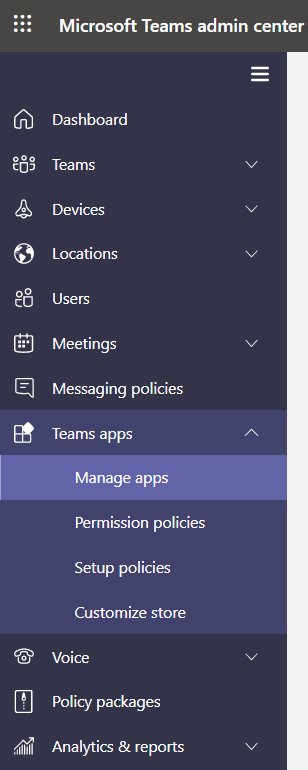 Microsoft Teams admin center
Dashboard
Teams
Devices
Locations
Users
Meetings
Messaging policies
Teams apps
Manage apps
Permission policies
Setup policies
Customize store
Voice
Policy packages
Analytics & reports